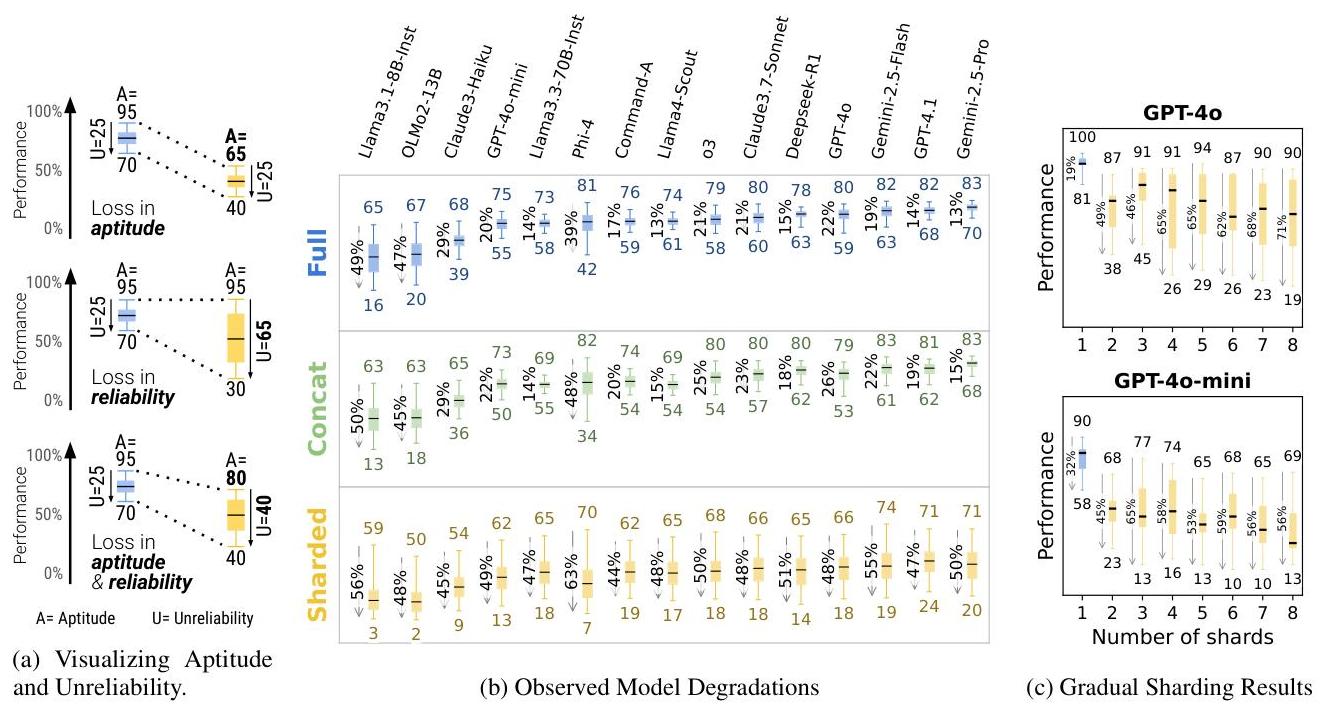 A=
95
100%
A=
65
Performance
U=25
U=25
50%
70
40
Loss in
aptitude
0%
100%
A=
95
A=
95
Performance
U=25
U=65
50%
70
30
Loss in
reliability
0%
100%
A=
95
A=
80
Performance
U=25
U=40
50%
70
40
Loss in
aptitude
& reliability
0%
A= Aptitude U= Unreliability
(a) Visualizing Aptitude
and Unreliability.
Llama3.1-8B-Inst
OLMo2-13B
Claude3-Haiku
GPT-4o-mini
Llama3.3-70B-Inst
Phi-4
Command-A
Llama4-Scout
o3
Claude3.7-Sonnet
Deepseek-R1
GPT-4o
Gemini-2.5-Flash
GPT-4.1
Gemini-2.5-Pro
Full
65 67 68 75 73 81 76 74 79 80 78 80 82 82 83
49% 47% 29% 20% 14% 39% 17% 13% 21% 21% 15% 22% 19% 14% 13%
16 20 39 55 58 42 59 61 58 60 63 59 63 68 70
Concat
63 63 65 73 69 82 74 69 80 80 80 79 83 81 83
50% 45% 29% 22% 14% 48% 20% 15% 25% 23% 18% 26% 22% 19% 15%
13 18 36 50 55 34 54 54 54 57 62 53 61 62 68
Sharded
59 50 54 62 65 70 62 65 68 66 65 66 74 71 71
56% 48% 45% 49% 47% 63% 44% 48% 50% 48% 51% 48% 55% 47% 50%
3 2 9 13 18 7 19 17 18 18 14 18 19 24 20
(b) Observed Model Degradations
GPT-4o
Performance
100 87 91 91 94 87 90 90
19% 49% 46% 65% 65% 62% 68% 71%
81 38 45 26 29 26 23 19
1 2 3 4 5 6 7 8
GPT-4o-mini
Performance
90 68 77 74 65 68 65 69
32% 45% 65% 58% 53% 59% 56% 56%
58 23 13 16 13 10 10 13
1 2 3 4 5 6 7 8
Number of shards
(c) Gradual Sharding Results